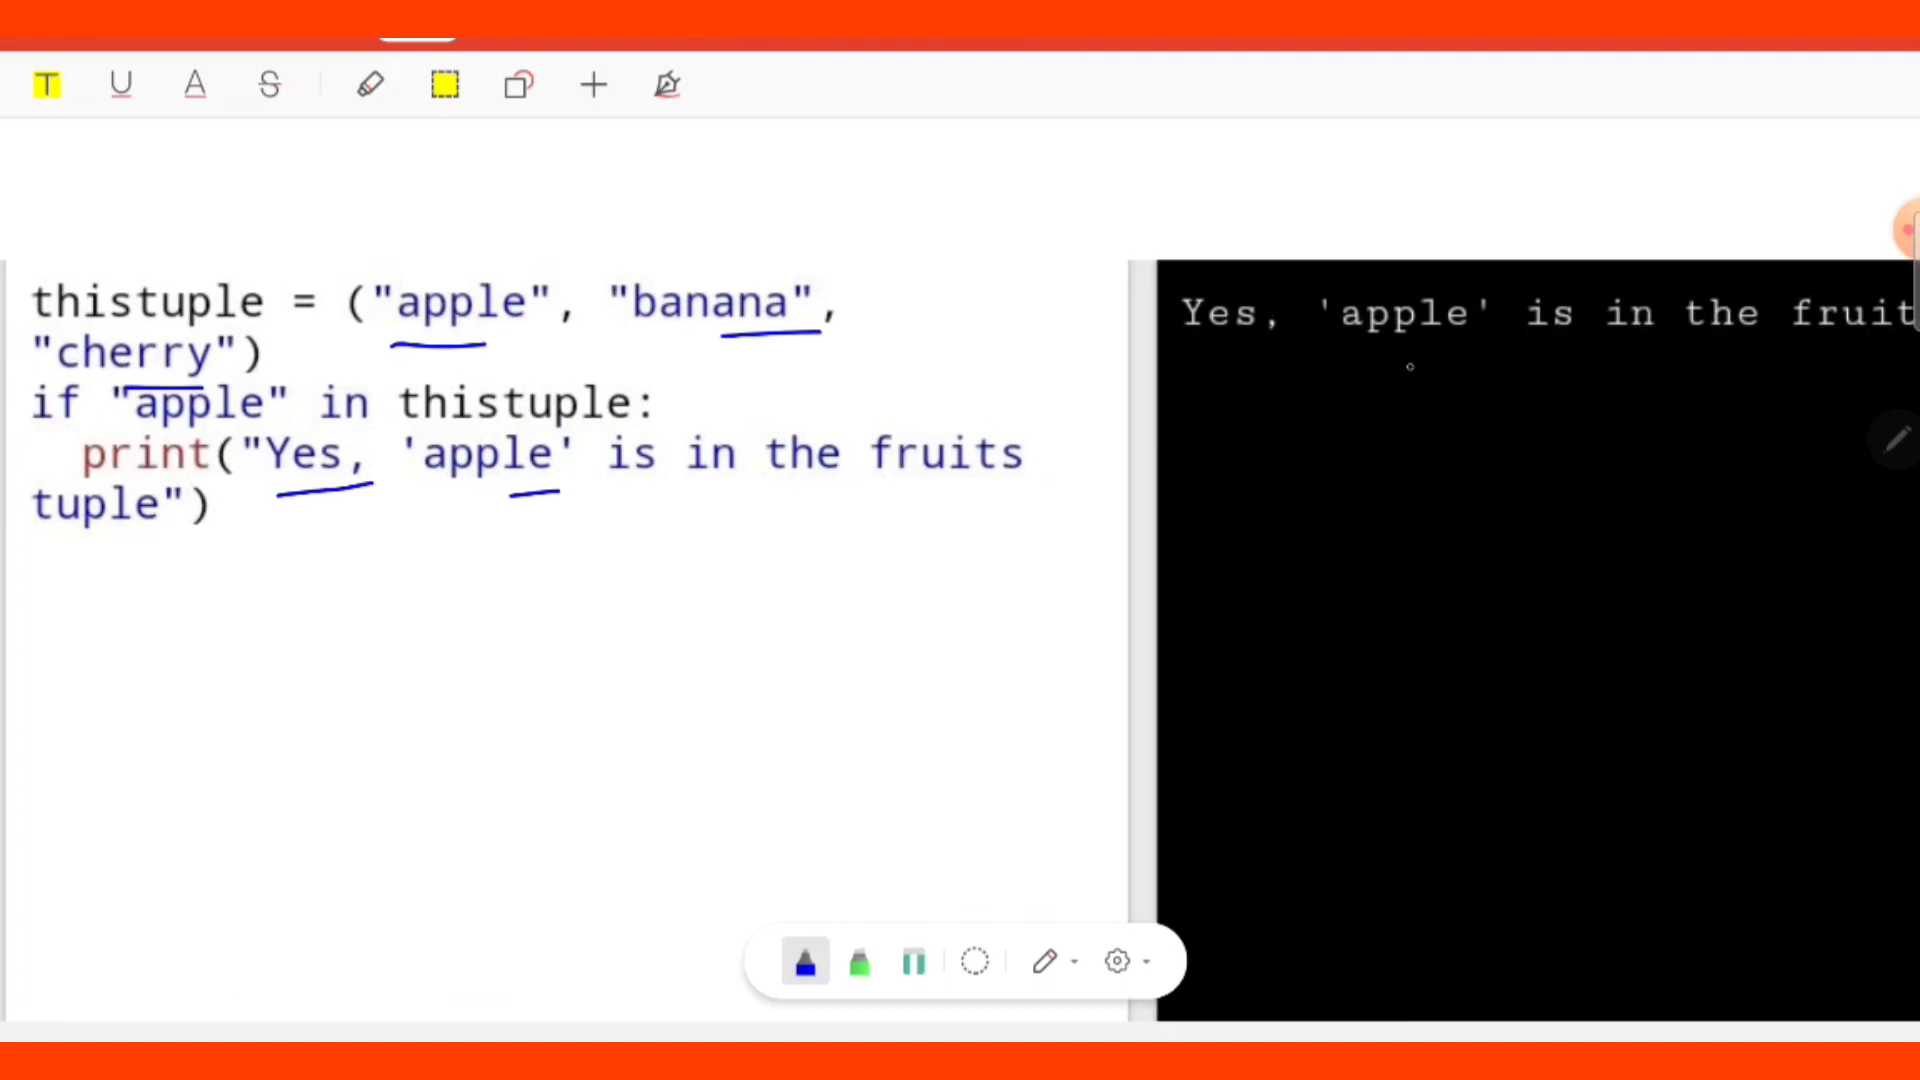 thistuple = ("apple", "banana",
"cherry")
if "apple" in thistuple:
  print("Yes, 'apple' is in the fruits
tuple")
Yes, 'apple' is in the fruit